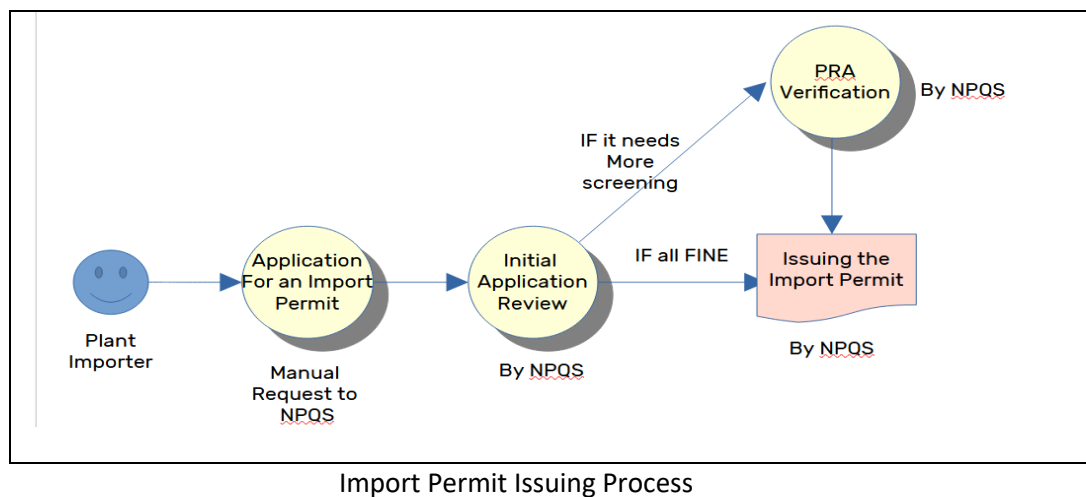 PRA
Verification
By NPQS
IF it needs
More
screening
Application
For an Import
Permit
Initial
Application
Review
IF all FINE
Issuing the
Import Permit
Plant
Importer
Manual
Request to
NPQS
By NPQS
By NPQS
Import Permit Issuing Process